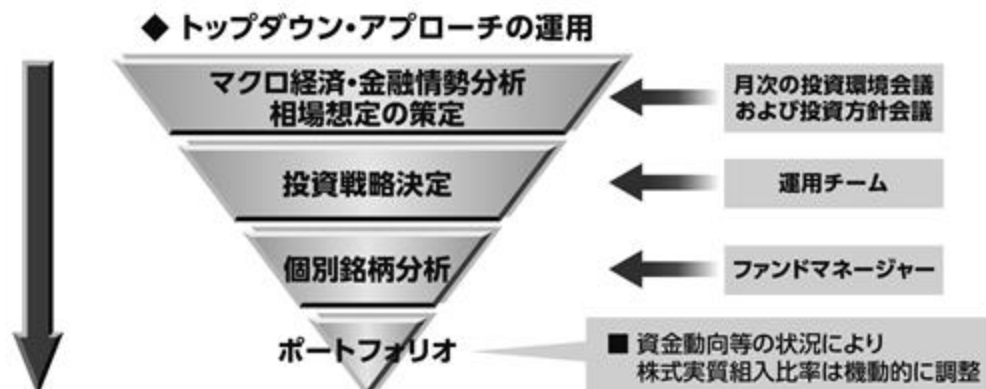 ◆ トップダウン・アプローチの運用
マクロ経済・金融情勢分析
相場想定の策定
月次の投資環境会議
および投資方針会議
投資戦略決定
運用チーム
個別銘柄分析
ファンドマネージャー
ポートフォリオ
■ 資金動向等の状況により
株式実質組入比率は機動的に調整